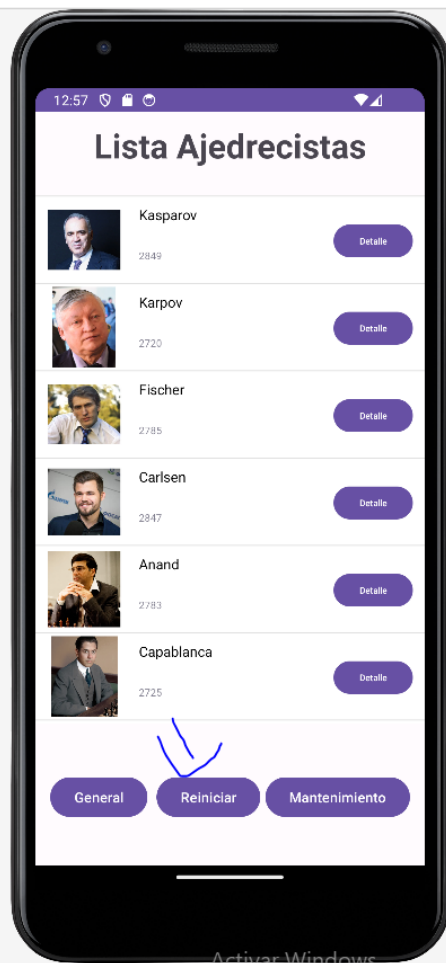 12:57
Lista Ajedrecistas
Kasparov
2849
Detalle
Karpov
2720
Detalle
Fischer
2785
Detalle
Carlsen
2847
Detalle
Anand
2783
Detalle
Capablanca
2725
Detalle
General Reiniciar Mantenimiento
Activar Windows